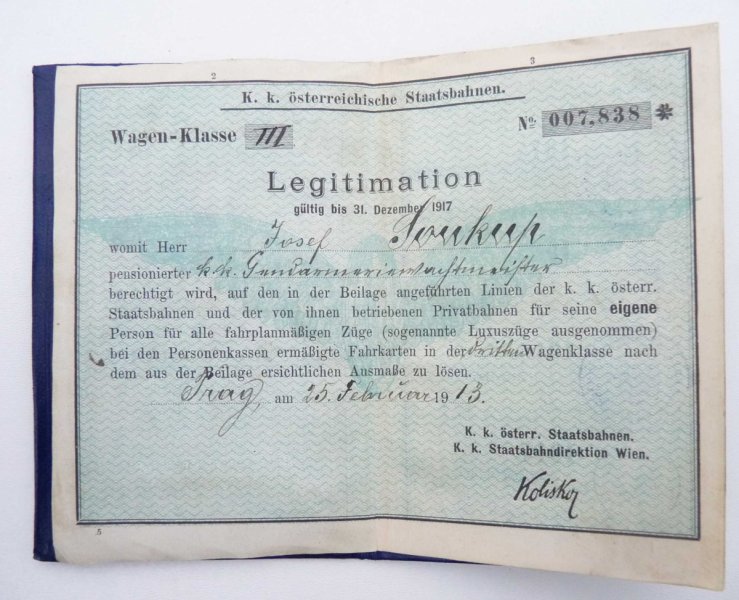 2
3
K. k. österreichische Staatsbahnen.
Wagen-Klasse III
No. 007,838 *
Legitimation
gültig bis 31. Dezember 1917
womit Herr Josef Soukup
pensionierter k.k. Gendarmeriewachtmeister
berechtigt wird, auf den in der Beilage angeführten Linien der k. k. österr.
Staatsbahnen und der von ihnen betriebenen Privatbahnen für seine eigene
Person für alle fahrplanmäßigen Züge (sogenannte Luxuszüge ausgenommen)
bei den Personenkassen ermäßigte Fahrkarten in der dritten Wagenklasse nach
dem aus der Beilage ersichtlichen Ausmaße zu lösen.
Prag, am 25. Februar 1913.
K. k. österr. Staatsbahnen.
K. k. Staatsbahndirektion Wien.
Kolisko
5